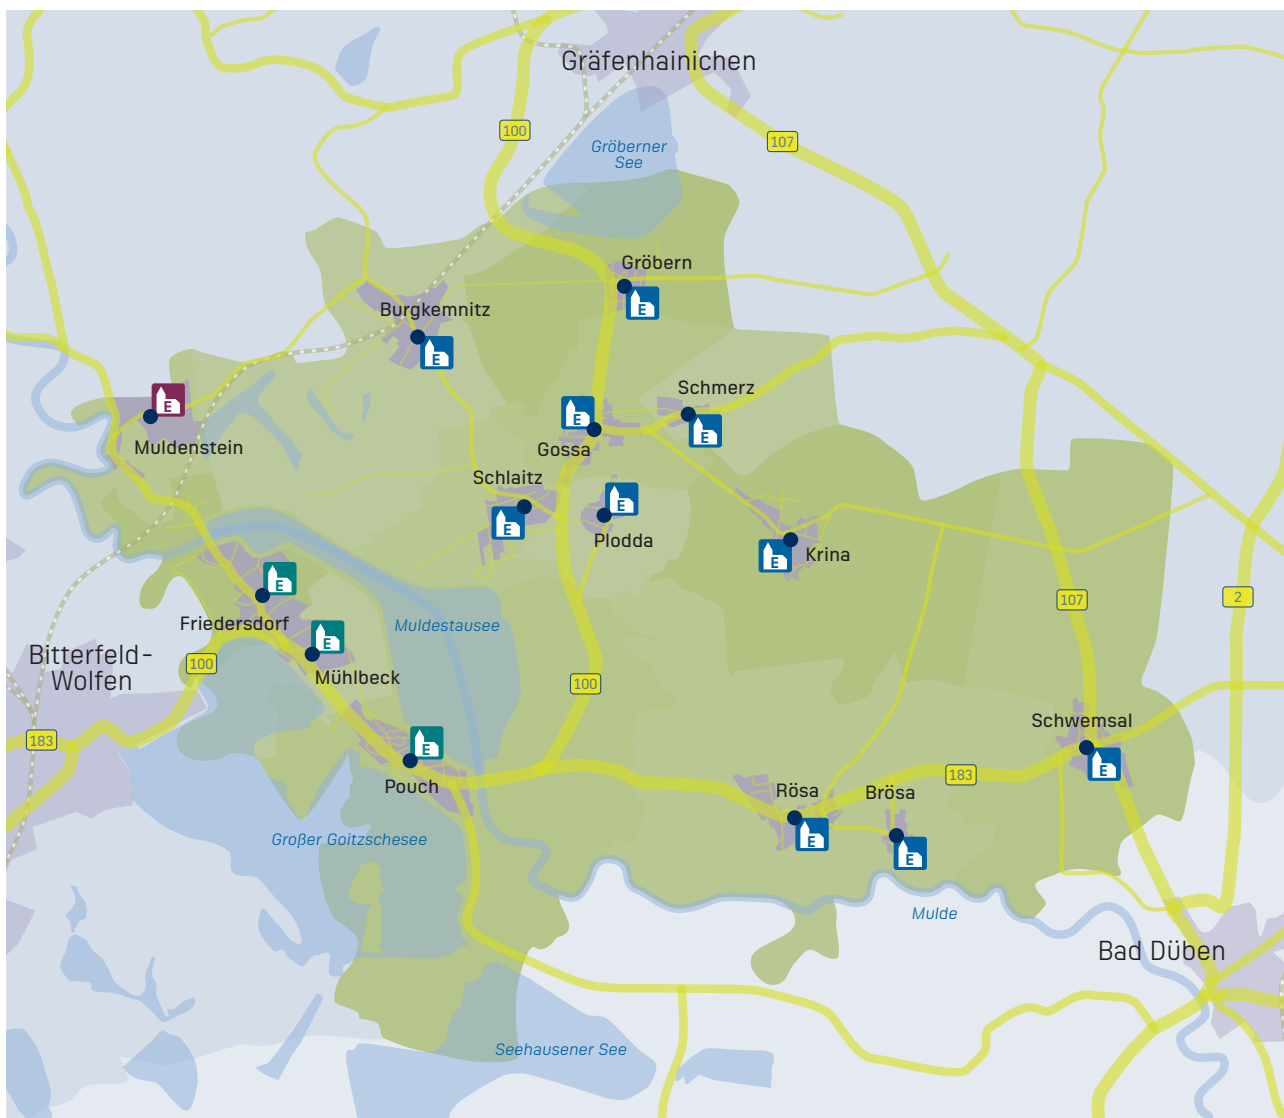 Gräfenhainichen
100
107
Gröberner
See
Gröbern
E
Burgkemnitz
E
Schmerz
E
Muldenstein
E
Gossa
E
Schlaitz
E
Plodda
E
Krina
E
Friedersdorf
E
107
2
Muldestausee
Mühlbeck
E
Bitterfeld-
Wolfen
100
100
183
Schwemsal
E
Pouch
E
183
Rösa
E
Brösa
E
Großer Goitzschesee
Mulde
Bad Düben
Seehausener See